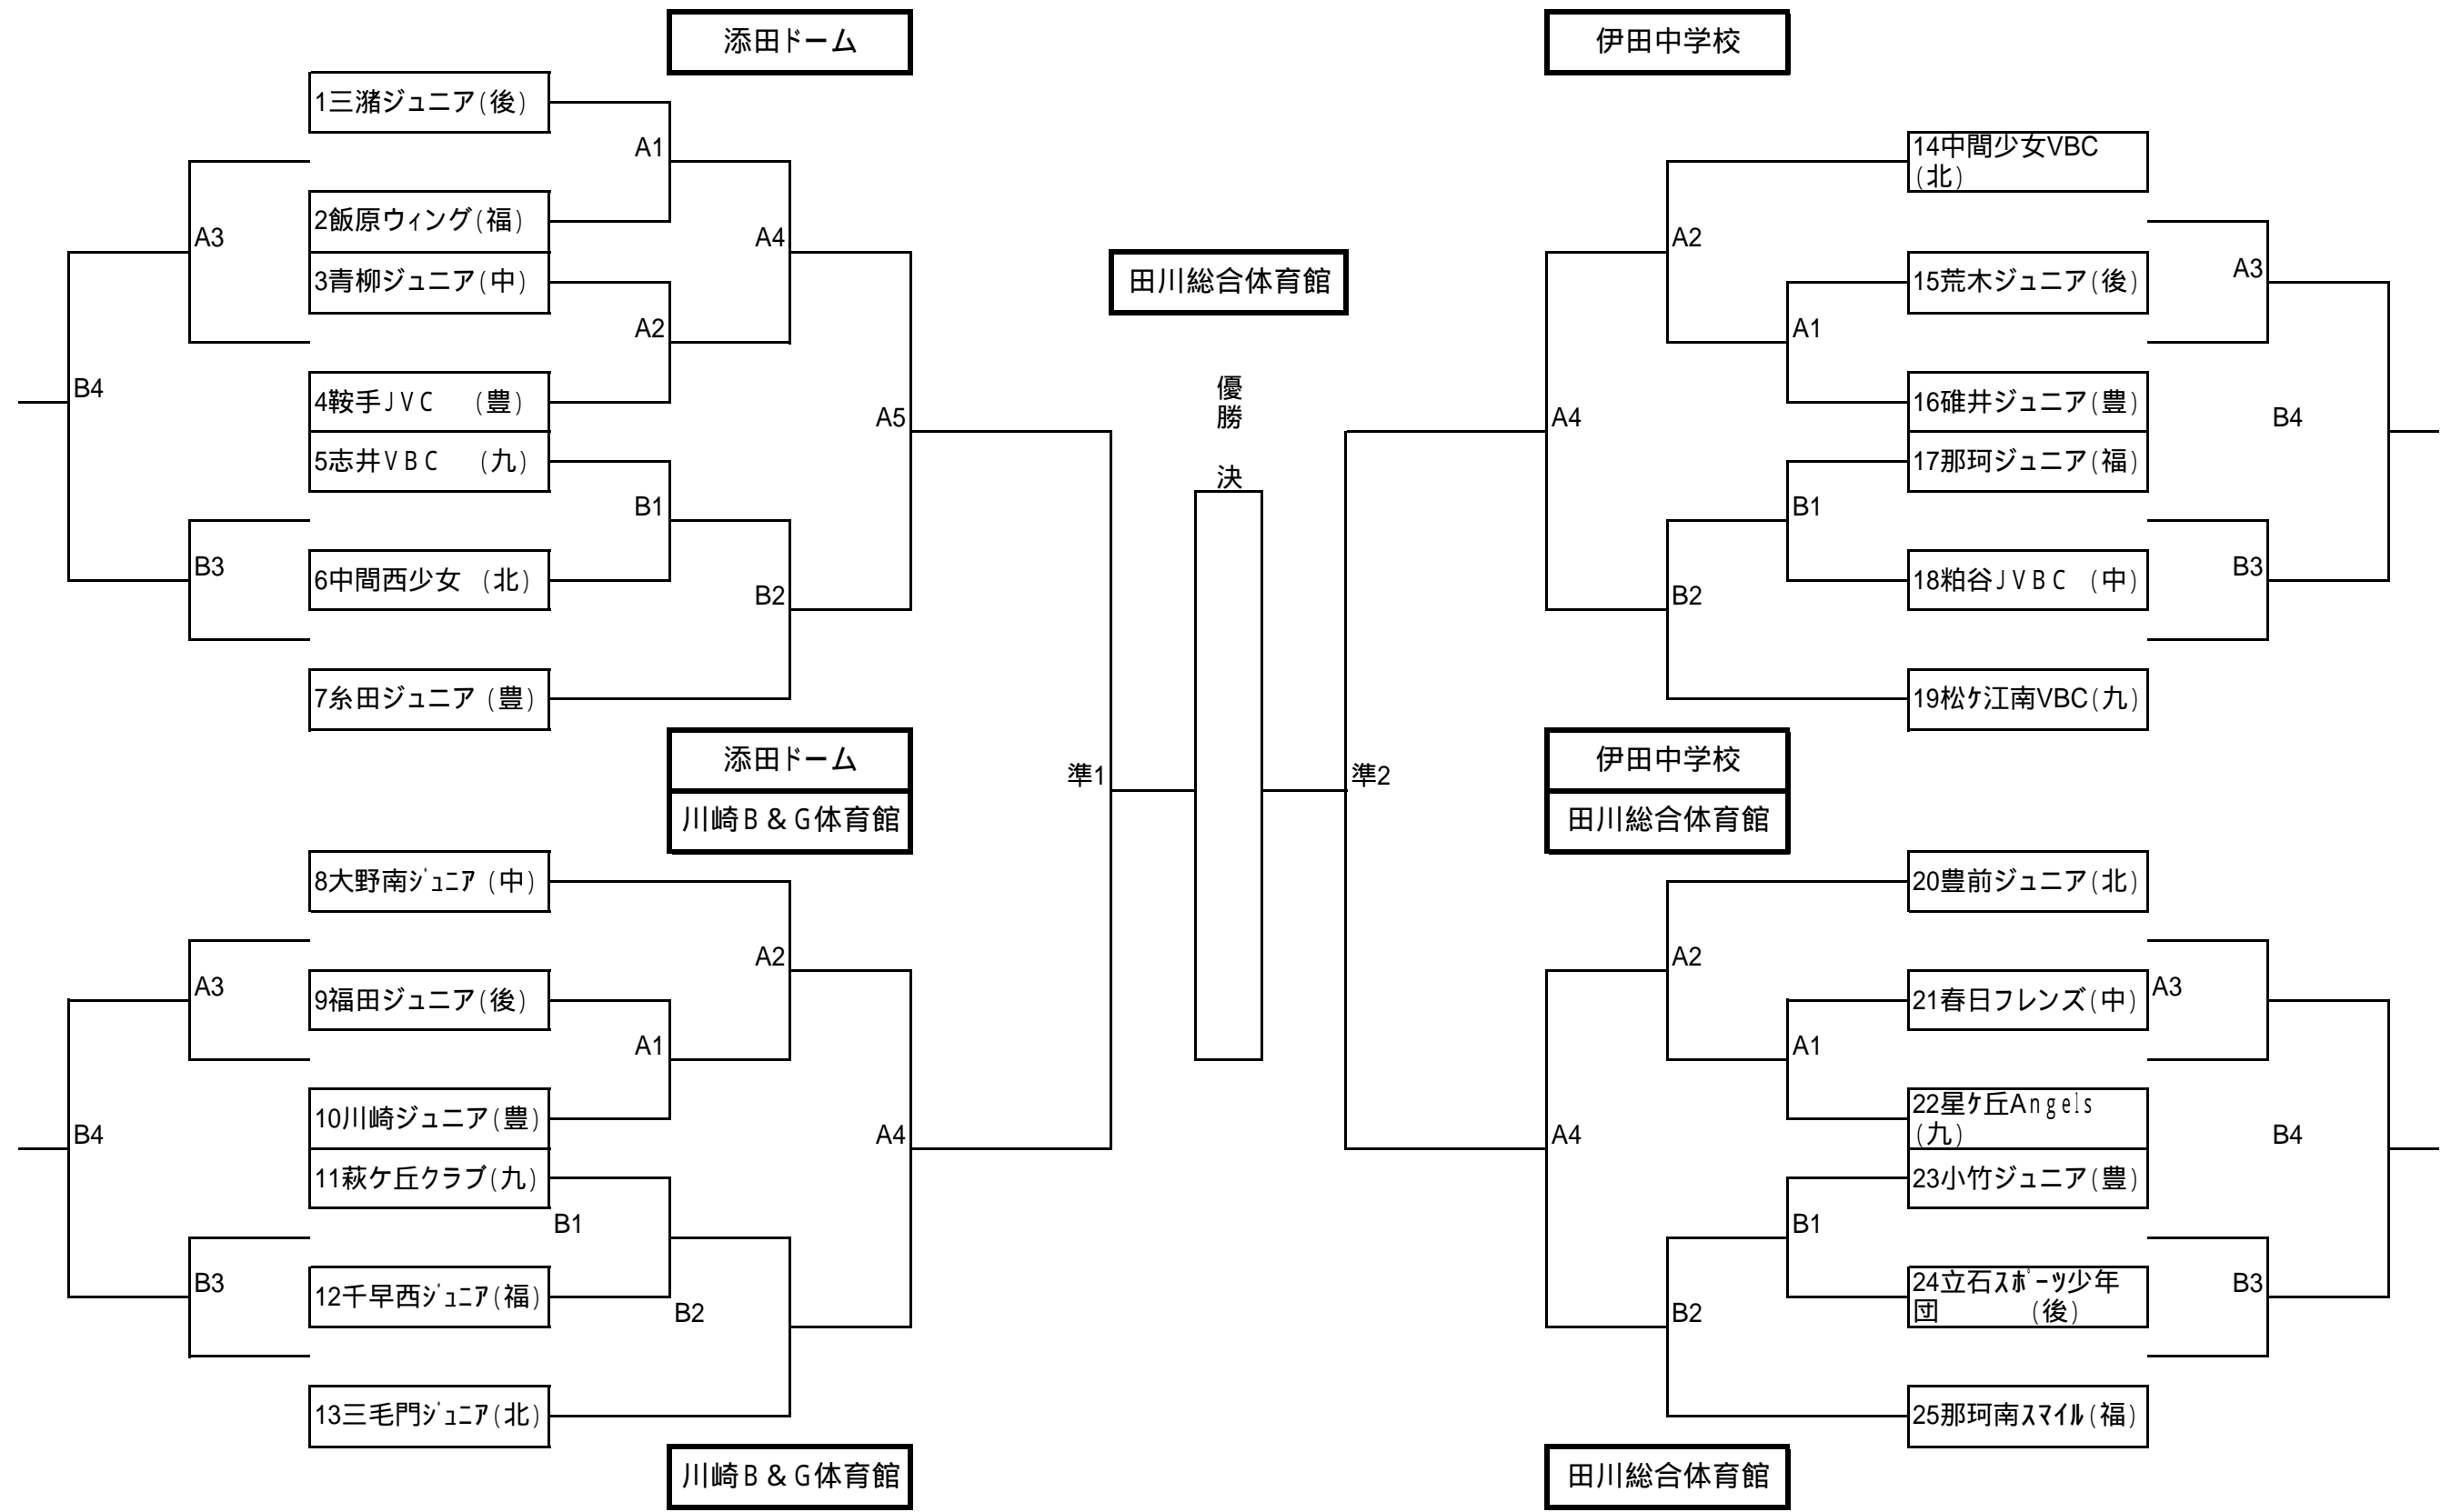 添田ドーム
伊田中学校
1三潴ジュニア(後)
A1
2飯原ウィング(福)
A3
A4
3青柳ジュニア(中)
A2
4鞍手JVC (豊)
B4
A5
5志井VBC (九)
B1
6中間西少女 (北)
B3
B2
7糸田ジュニア (豊)
添田ドーム
川崎B&G体育館
準1
8大野南ジュニア (中)
A2
9福田ジュニア(後)
A3
A1
10川崎ジュニア(豊)
B4
A4
11萩ケ丘クラブ(九)
B1
12千早西ジュニア(福)
B3
B2
13三毛門ジュニア(北)
川崎B&G体育館
田川総合体育館
優
勝
決
14中間少女VBC
(北)
A2
15荒木ジュニア(後)
A3
A1
16碓井ジュニア(豊)
A4
B4
17那珂ジュニア(福)
B1
18粕谷JVBC (中)
B3
B2
19松ケ江南VBC(九)
伊田中学校
田川総合体育館
準2
20豊前ジュニア(北)
A2
21春日フレンズ(中)
A3
A1
22星ケ丘Angels
(九)
A4
B4
23小竹ジュニア(豊)
B1
24立石スポーツ少年
団 (後)
B3
B2
25那珂南スマイル(福)
田川総合体育館